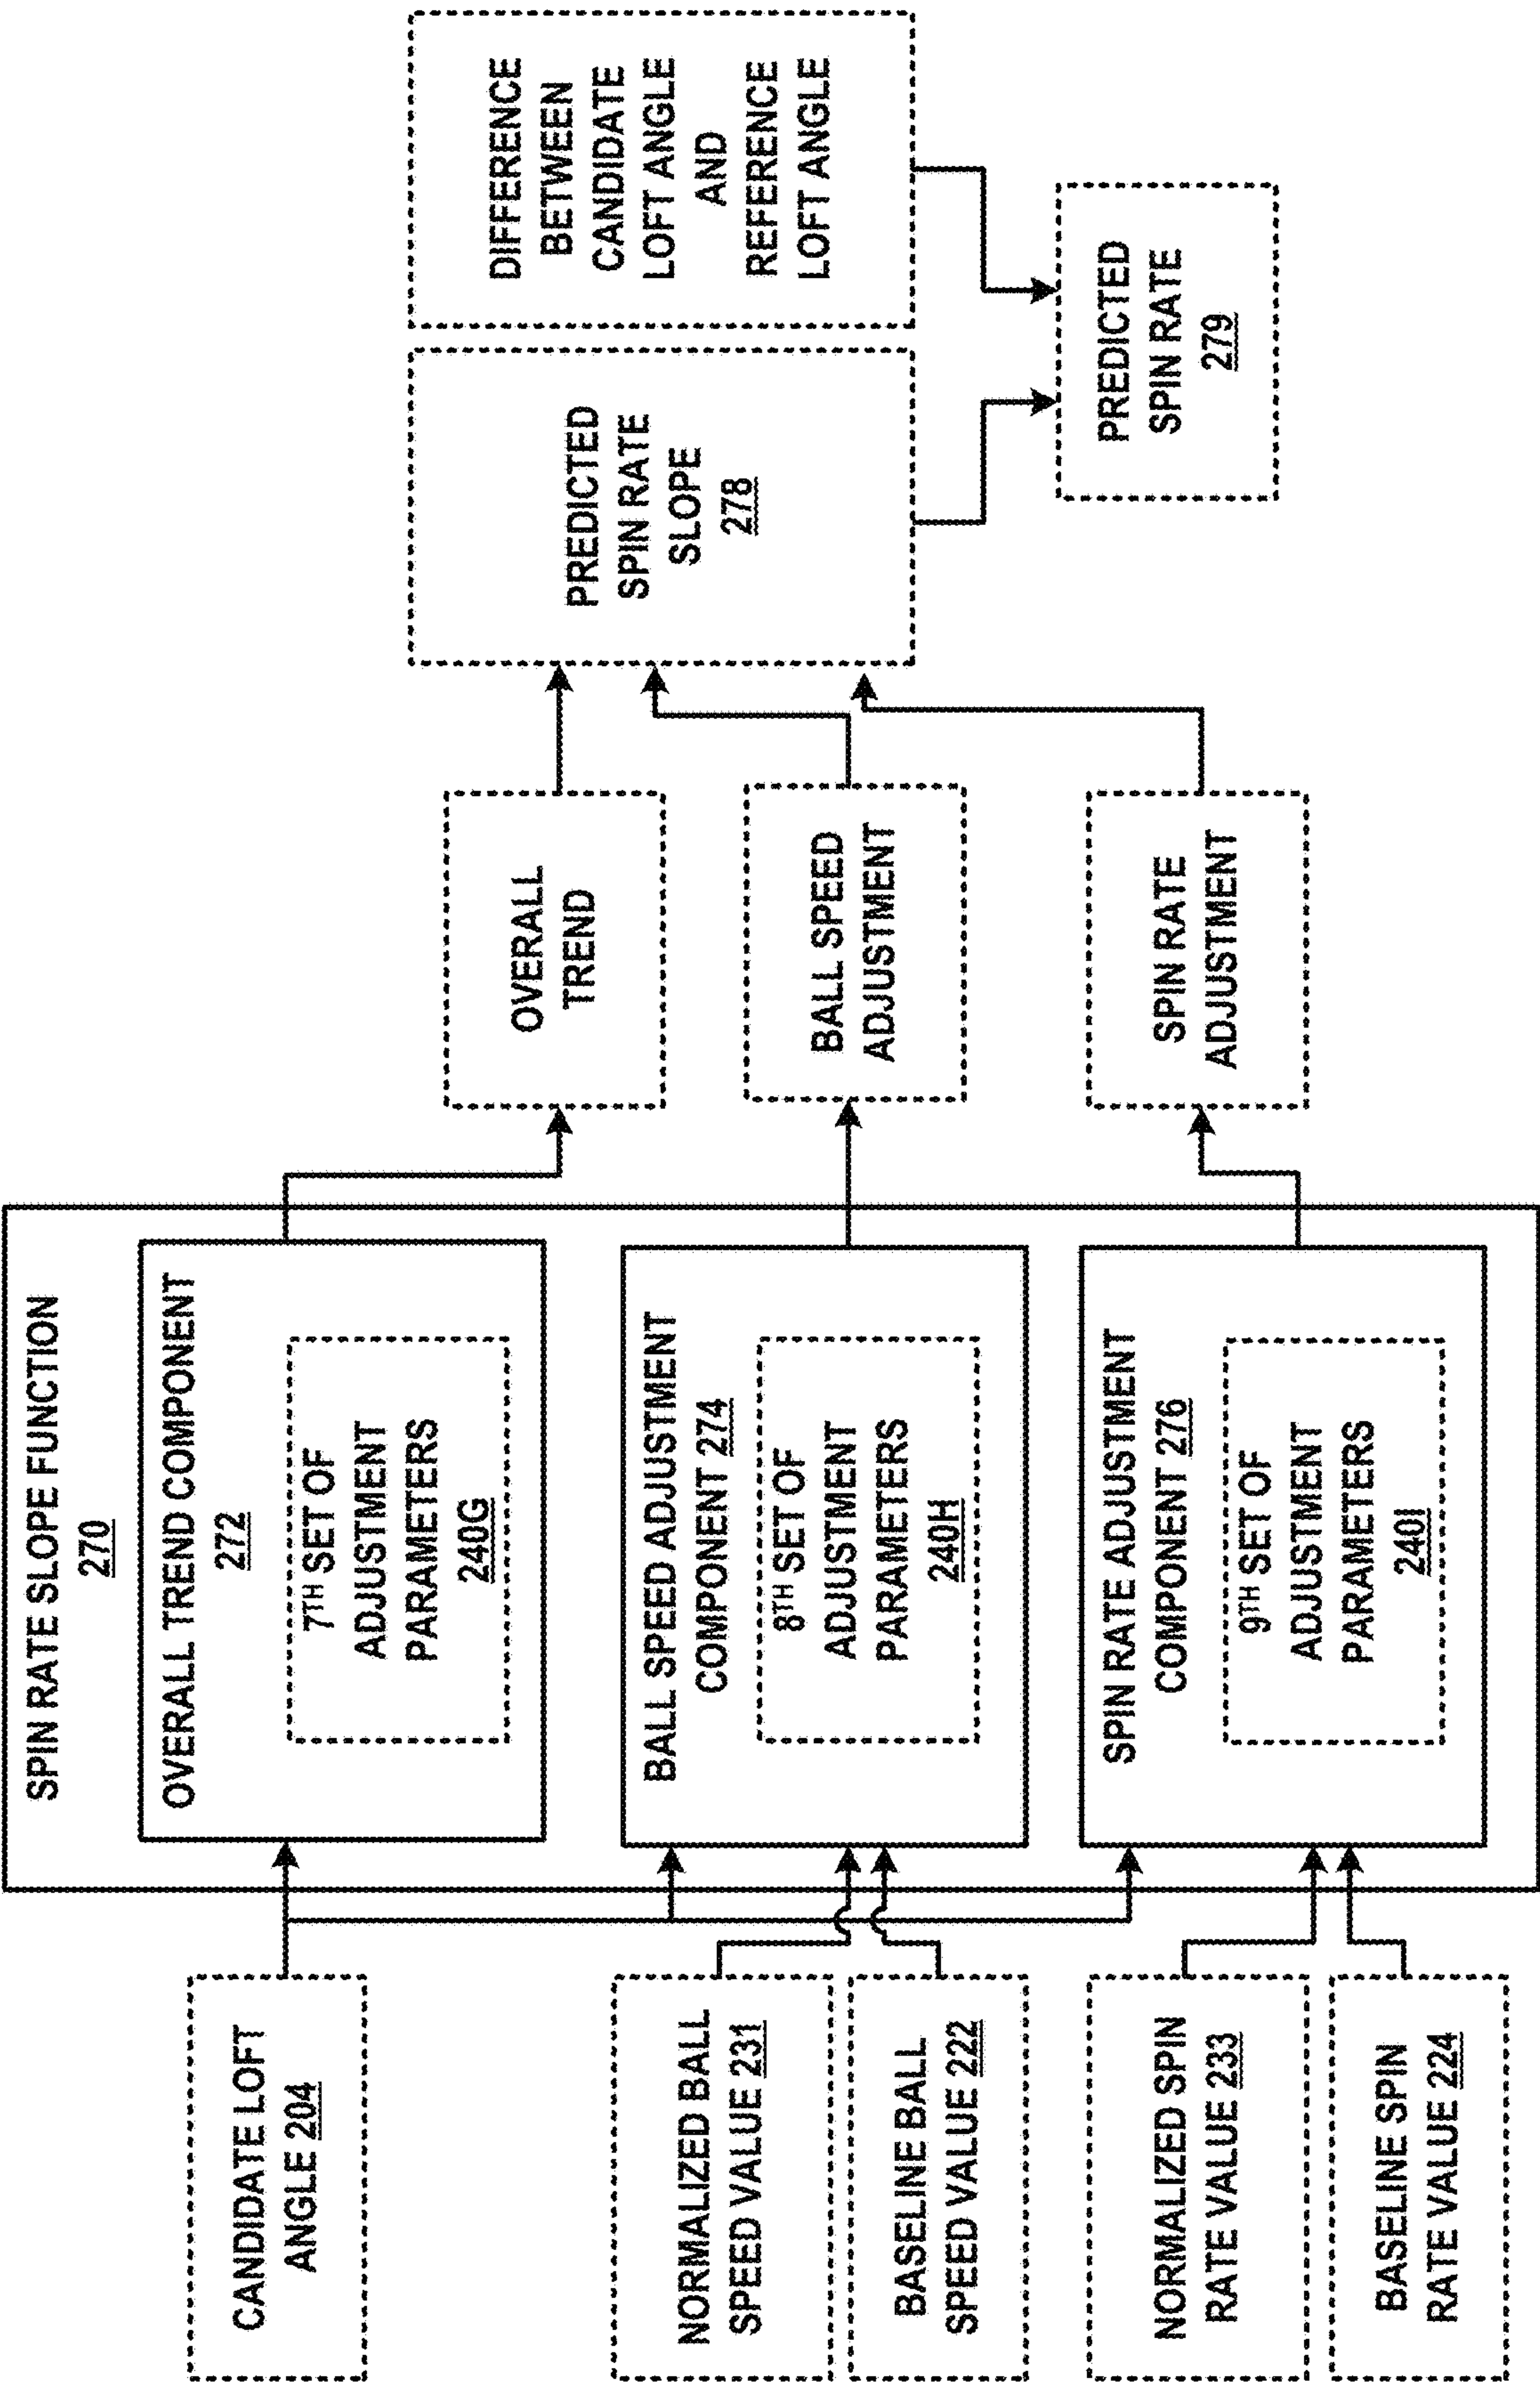 SPIN RATE SLOPE FUNCTION
270
CANDIDATE LOFT
ANGLE 204
OVERALL TREND COMPONENT
272
7TH SET OF
ADJUSTMENT
PARAMETERS
240G
OVERALL
TREND
NORMALIZED BALL
SPEED VALUE 231
BASELINE BALL
SPEED VALUE 222
BALL SPEED ADJUSTMENT
COMPONENT 274
8TH SET OF
ADJUSTMENT
PARAMETERS
240H
BALL SPEED
ADJUSTMENT
NORMALIZED SPIN
RATE VALUE 233
BASELINE SPIN
RATE VALUE 224
SPIN RATE ADJUSTMENT
COMPONENT 276
9TH SET OF
ADJUSTMENT
PARAMETERS
240I
SPIN RATE
ADJUSTMENT
PREDICTED
SPIN RATE
SLOPE
278
DIFFERENCE
BETWEEN
CANDIDATE
LOFT ANGLE
AND
REFERENCE
LOFT ANGLE
PREDICTED
SPIN RATE
279